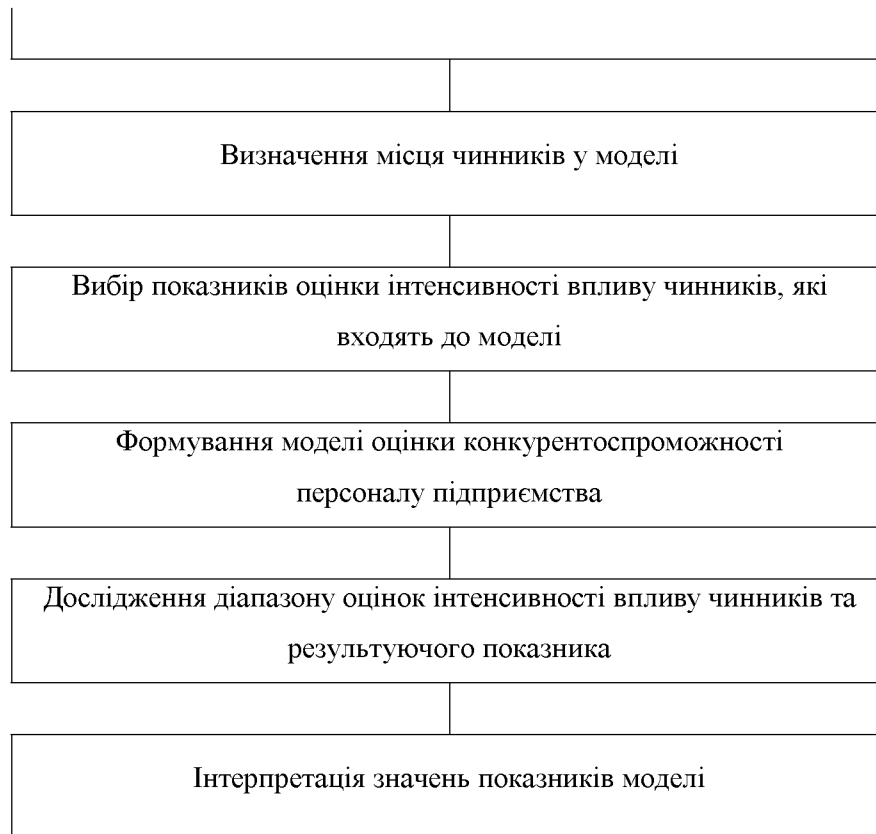 Визначення місця чинників у моделі
Вибір показників оцінки інтенсивності впливу чинників, які
входять до моделі
Формування моделі оцінки конкурентоспроможності
персоналу підприємства
Дослідження діапазону оцінок інтенсивності впливу чинників та
результуючого показника
Інтерпретація значень показників моделі